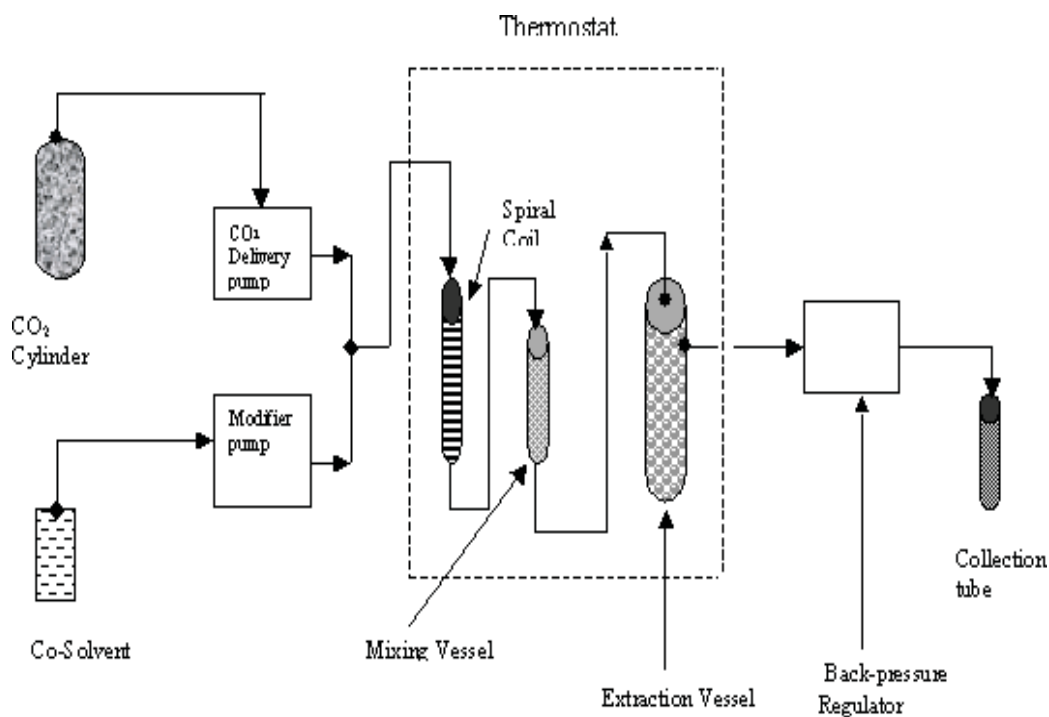 Thermostat
CO₂
Delivery
pump
Spiral
Coil
CO₂
Cylinder
Modifier
pump
Co-Solvent
Mixing Vessel
Extraction Vessel
Back-pressure
Regulator
Collection
tube